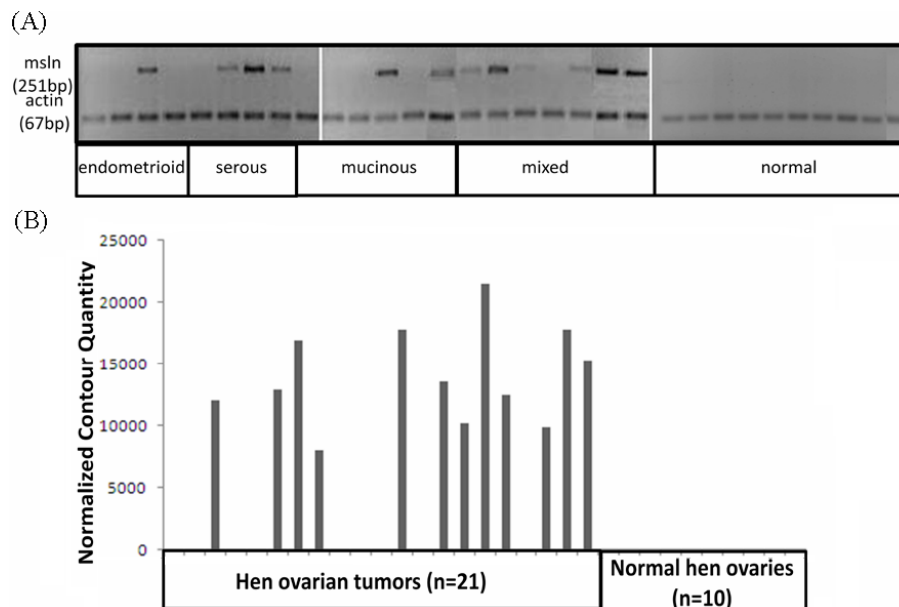 (A)
msln
(251bp)
actin
(67bp)
endometrioid serous mucinous mixed normal
(B)
Normalized Contour Quantity
25000
20000
15000
10000
5000
0
Hen ovarian tumors (n=21)
Normal hen ovaries
(n=10)